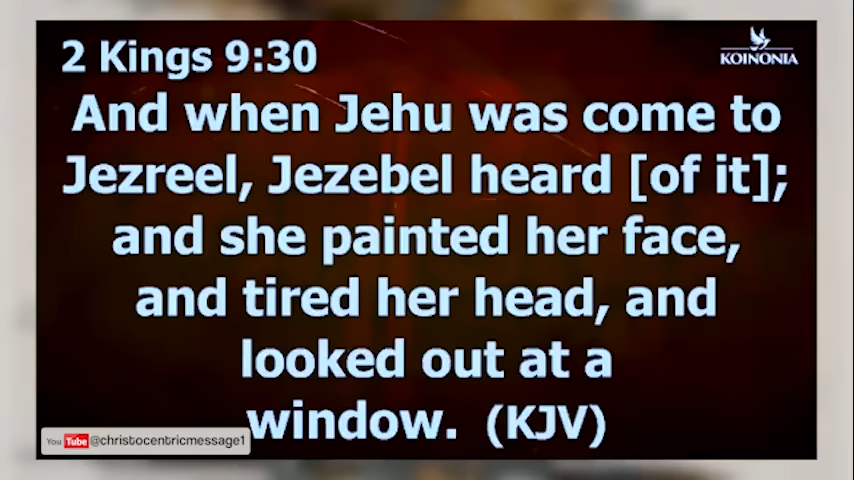 2 Kings 9:30
KOINONIA
And when Jehu was come to
Jezreel, Jezebel heard [of it];
and she painted her face,
and tired her head, and
looked out at a
window. (KJV)
You Tube @christocentricmessage1